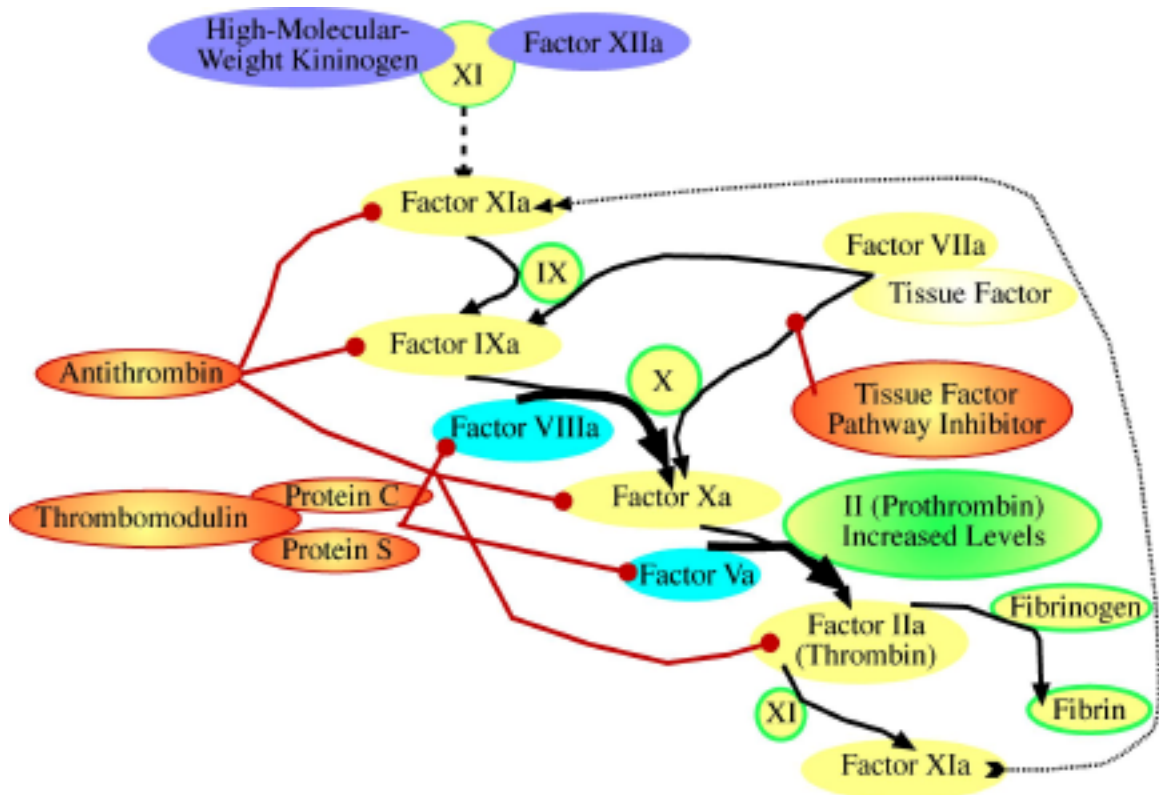 High-Molecular-
Weight Kininogen
Factor XIIa
XI
Factor XIa
Factor VIIa
IX
Tissue Factor
Factor IXa
Antithrombin
X
Tissue Factor
Pathway Inhibitor
Factor VIIIa
Protein C
Factor Xa
II (Prothrombin)
Increased Levels
Thrombomodulin
Protein S
Factor Va
Fibrinogen
Factor IIa
(Thrombin)
XI
Fibrin
Factor XIa